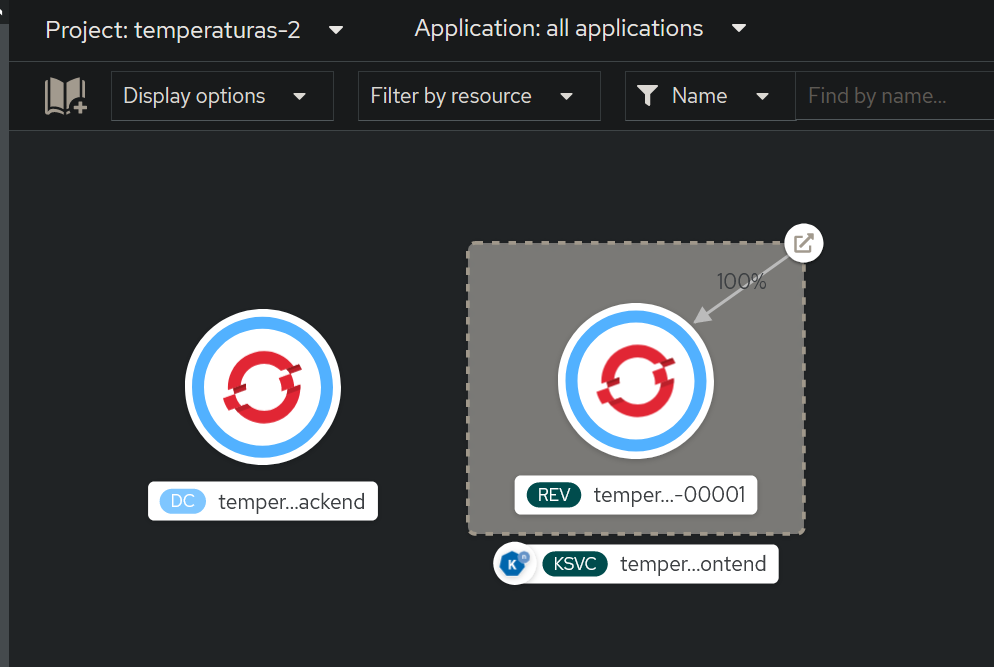 Project: temperaturas-2
Application: all applications
Display options
Filter by resource
Name
Find by name...
100%
DC temper...ackend
REV temper...-00001
K n KSVC temper...ontend